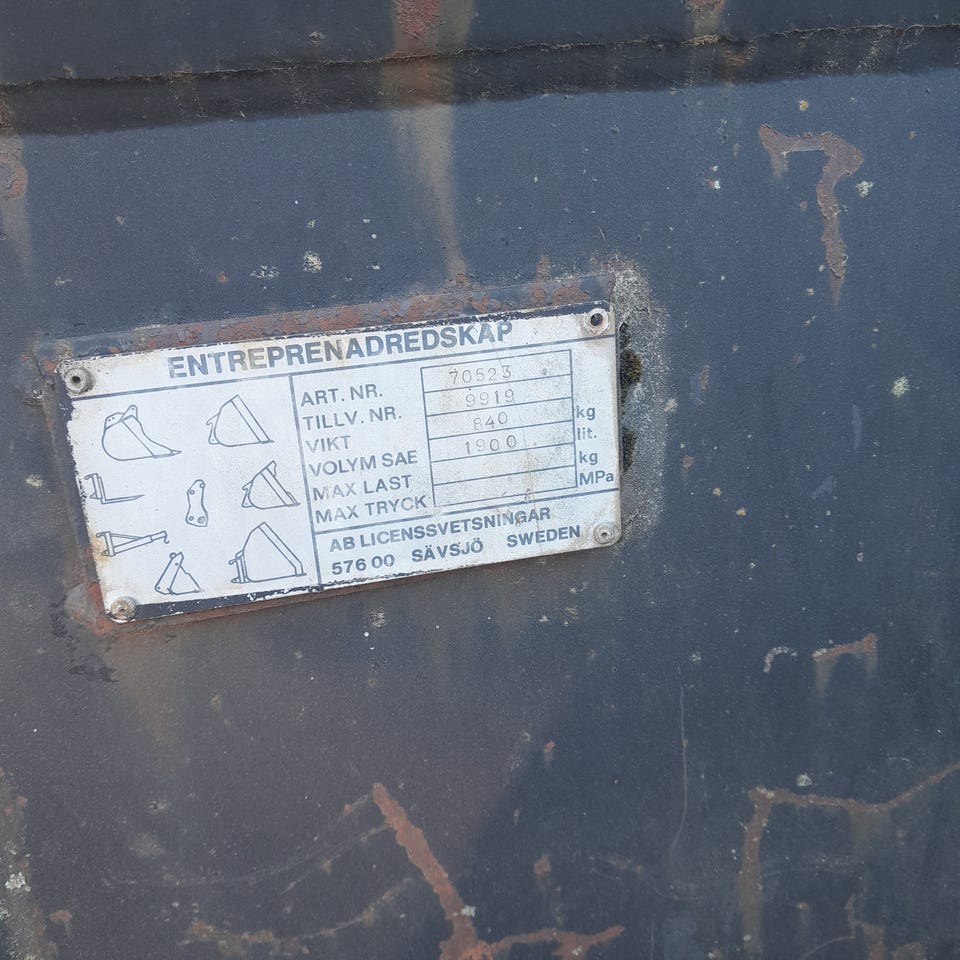 ENTREPRENADREDSKAP
ART. NR. 70523
TILLV. NR. 9919
VIKT 840 kg
VOLYM SAE 1900 lit.
MAX LAST kg
MAX TRYCK MPa
AB LICENSSVETSNINGAR
576 00 SÄVSJÖ SWEDEN